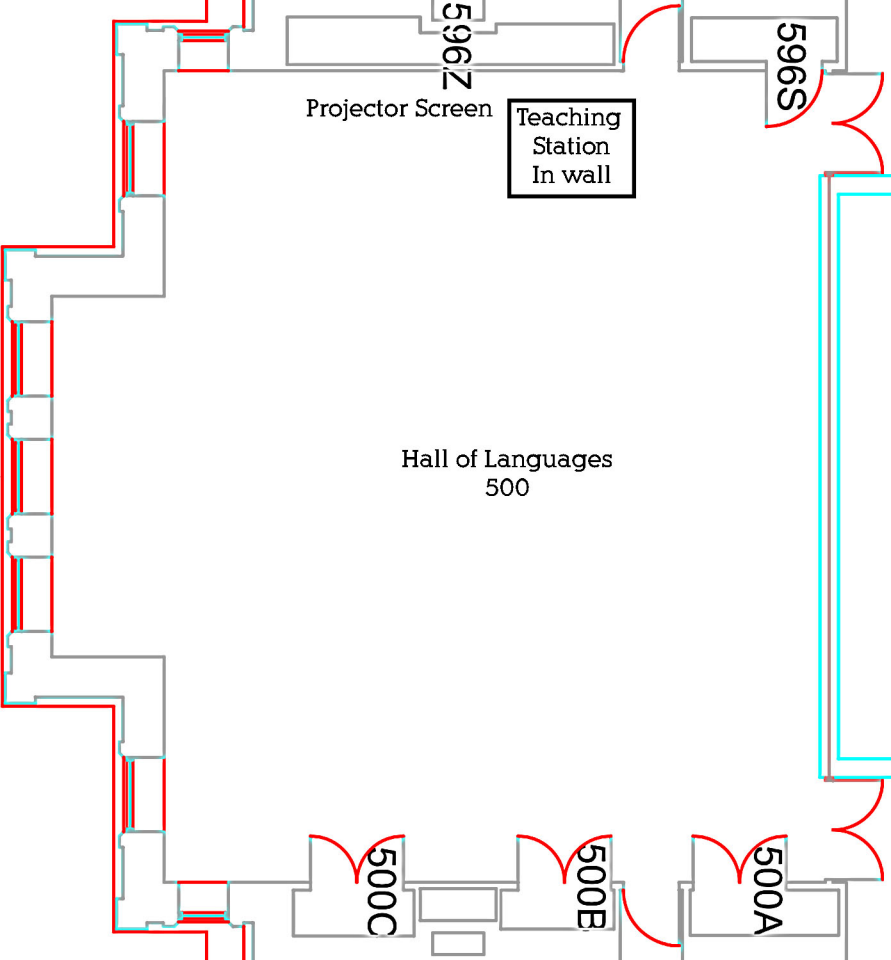 596Z
596S
Projector Screen
Teaching
Station
In wall
Hall of Languages
500
500C
500B
500A